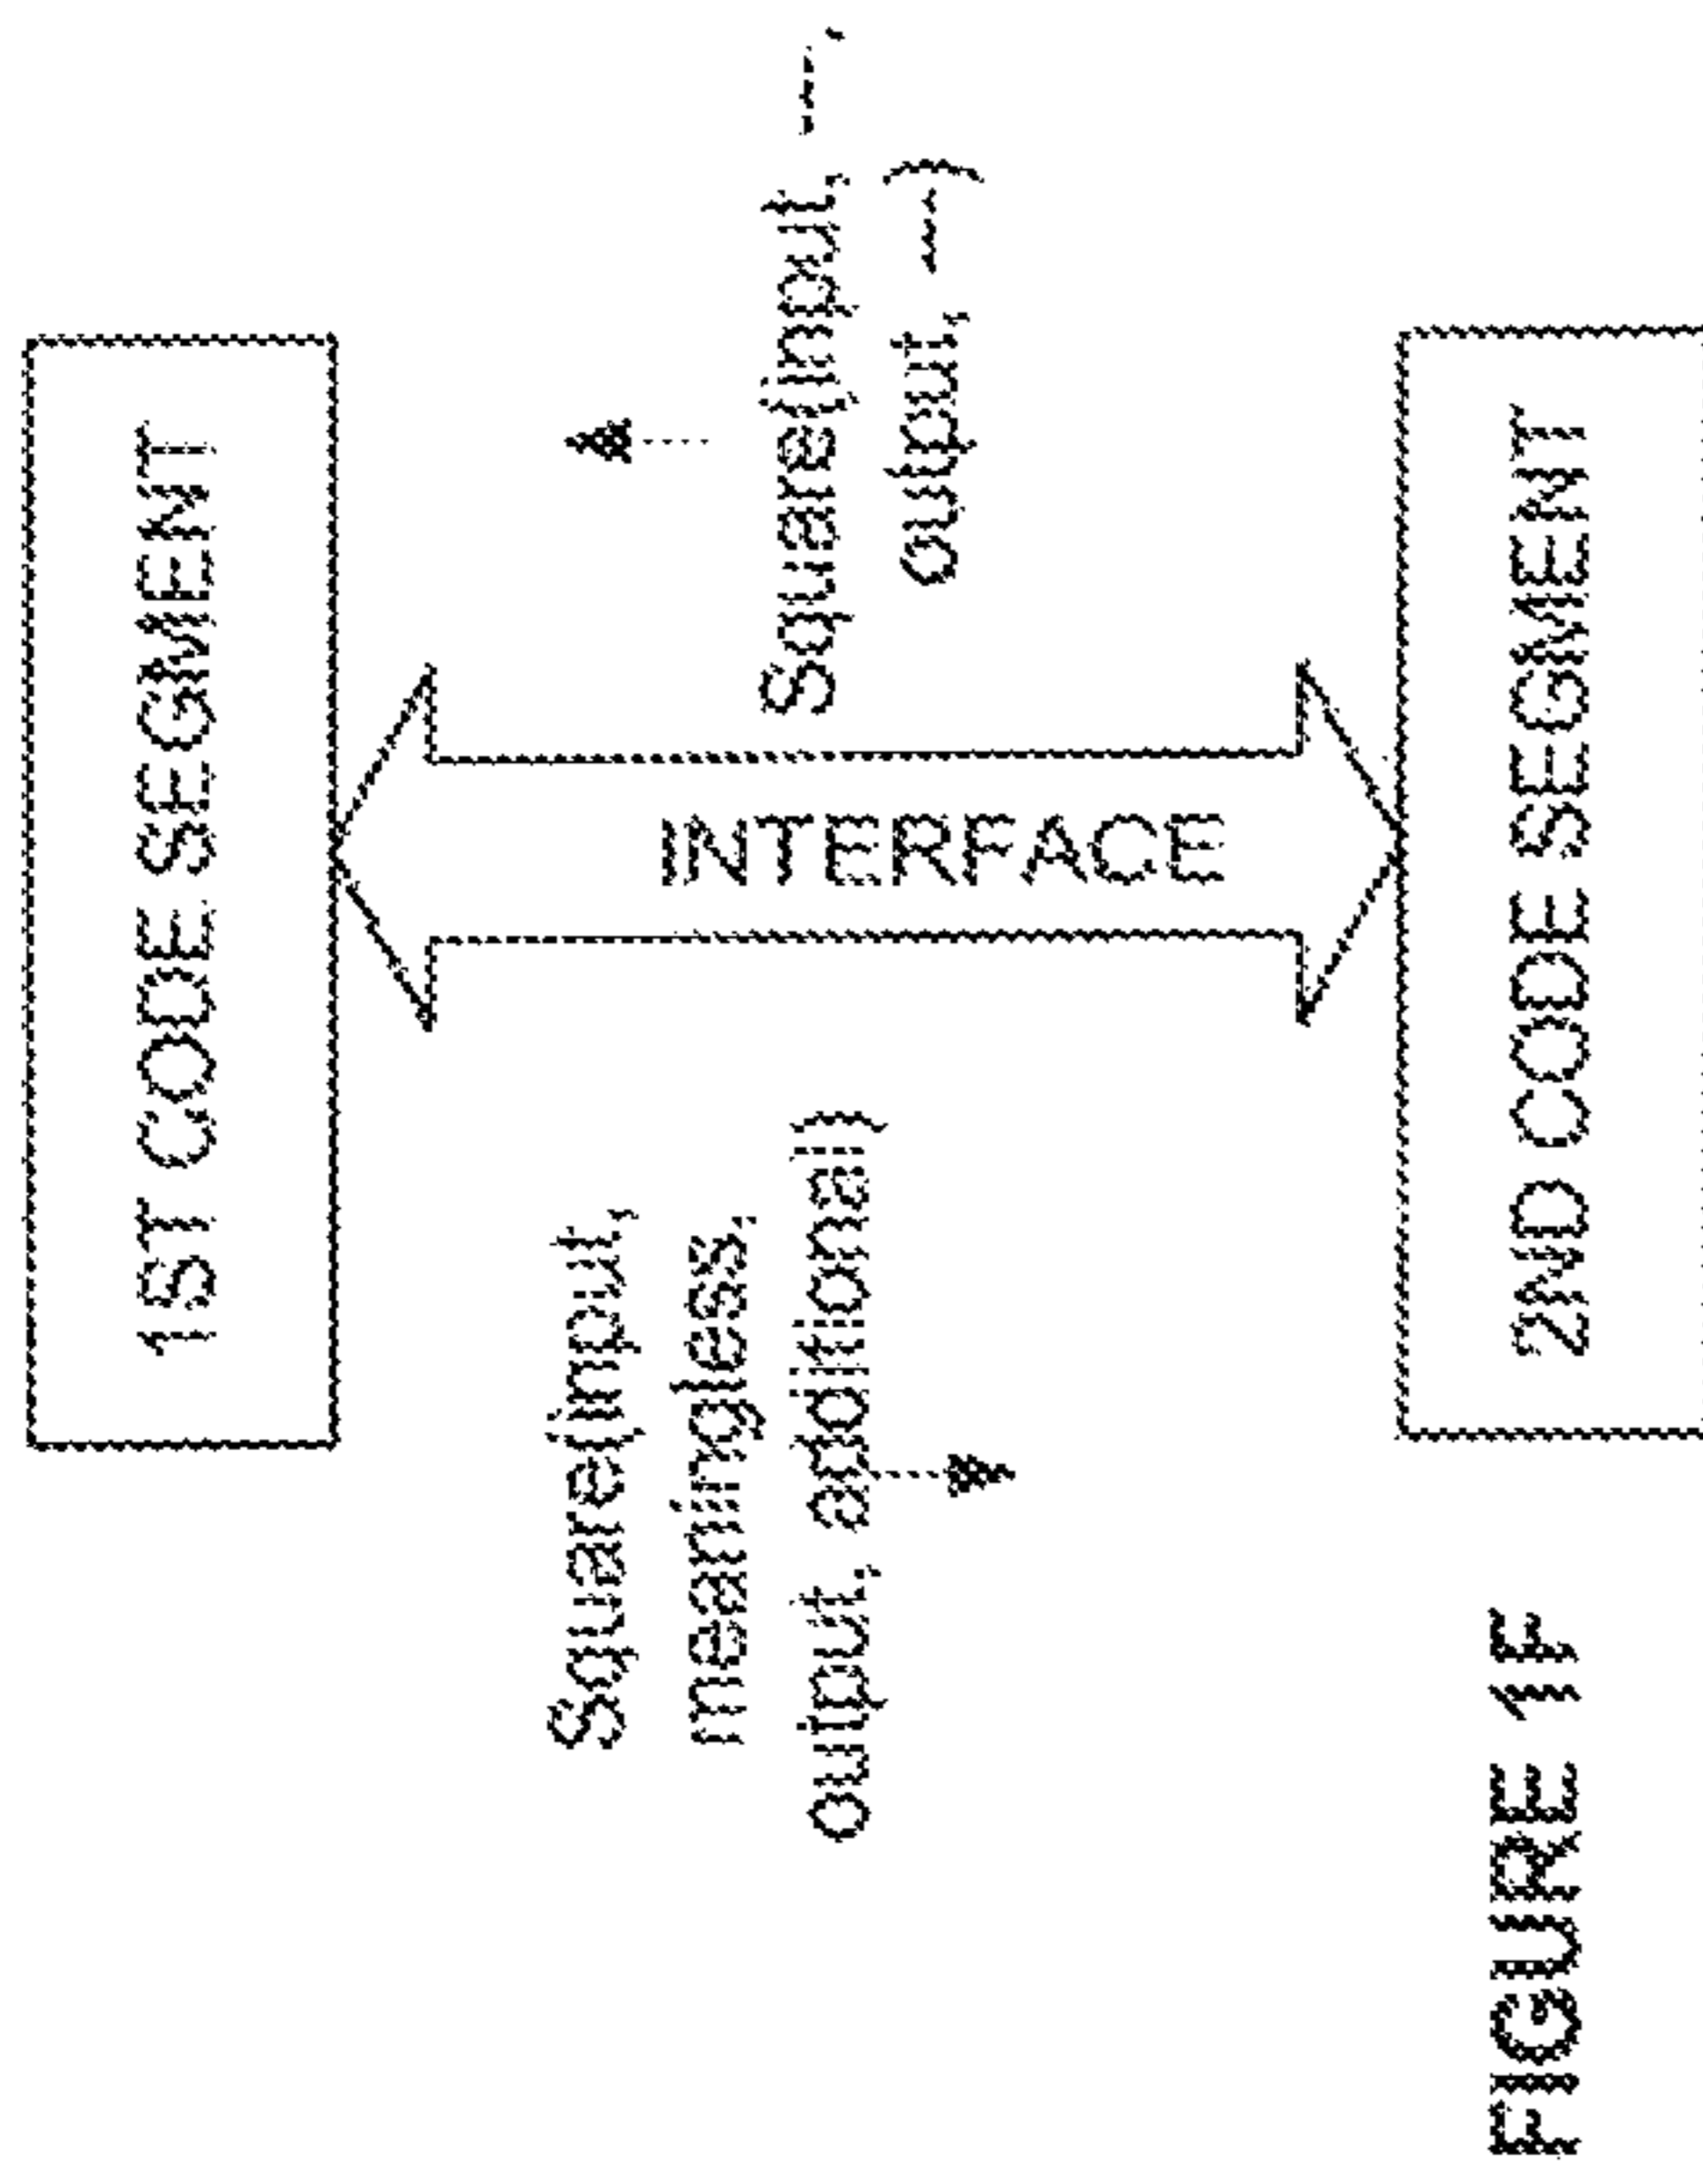 1ST CODE SEGMENT
Square(input,
meaningless,
output, additional)
INTERFACE
Square(input, ---,
output, ---)
2ND CODE SEGMENT
FIGURE 1F